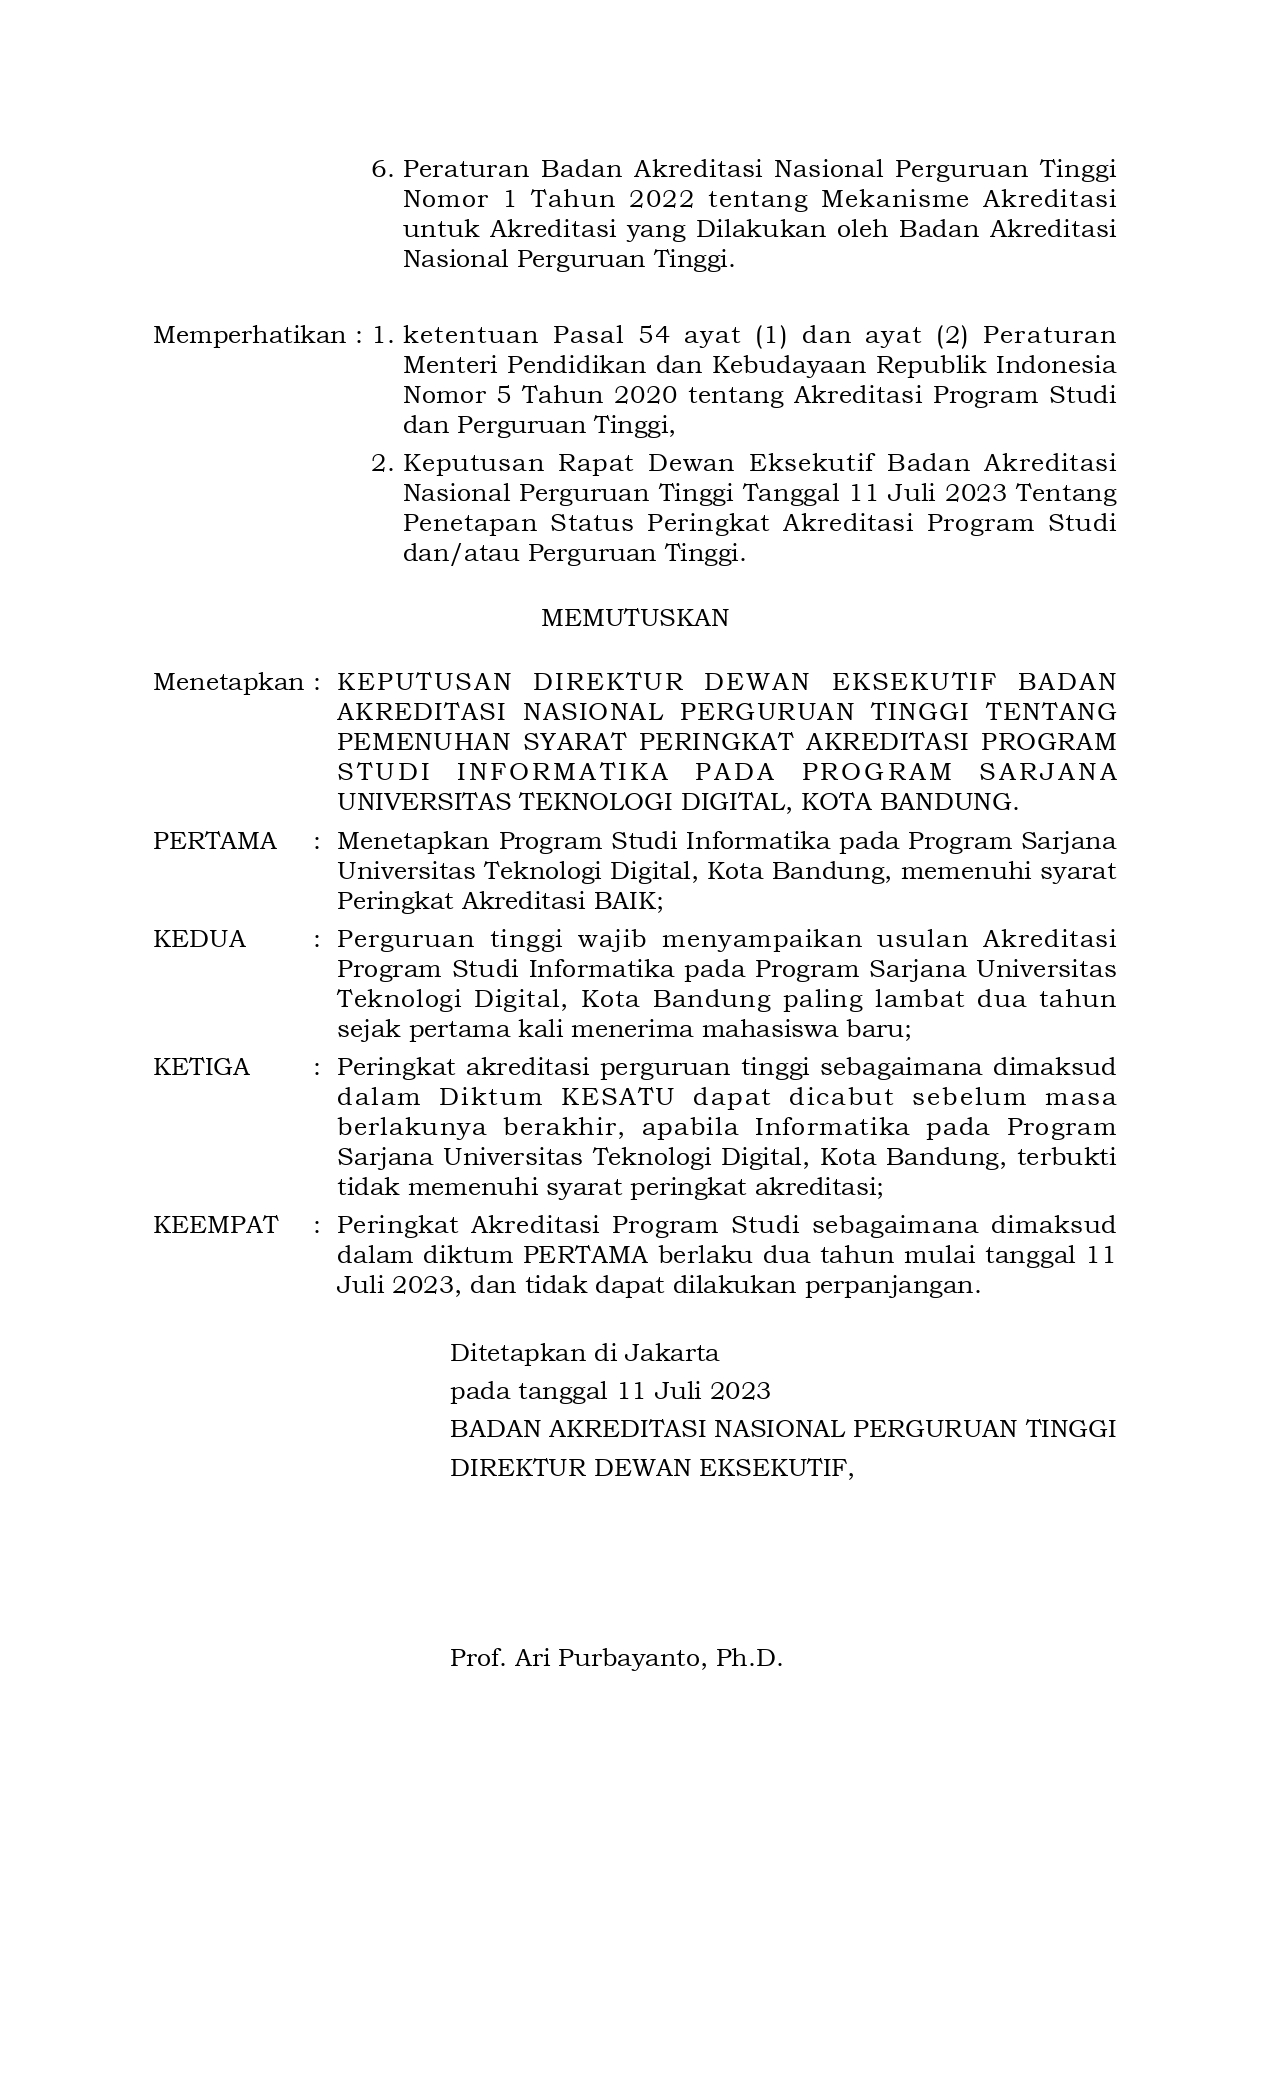 6. Peraturan Badan Akreditasi Nasional Perguruan Tinggi
Nomor 1 Tahun 2022 tentang Mekanisme Akreditasi
untuk Akreditasi yang Dilakukan oleh Badan Akreditasi
Nasional Perguruan Tinggi.
Memperhatikan : 1. ketentuan Pasal 54 ayat (1) dan ayat (2) Peraturan
Menteri Pendidikan dan Kebudayaan Republik Indonesia
Nomor 5 Tahun 2020 tentang Akreditasi Program Studi
dan Perguruan Tinggi,
2. Keputusan Rapat Dewan Eksekutif Badan Akreditasi
Nasional Perguruan Tinggi Tanggal 11 Juli 2023 Tentang
Penetapan Status Peringkat Akreditasi Program Studi
dan/atau Perguruan Tinggi.
MEMUTUSKAN
Menetapkan : KEPUTUSAN DIREKTUR DEWAN EKSEKUTIF BADAN
AKREDITASI NASIONAL PERGURUAN TINGGI TENTANG
PEMENUHAN SYARAT PERINGKAT AKREDITASI PROGRAM
STUDI INFORMATIKA PADA PROGRAM SARJANA
UNIVERSITAS TEKNOLOGI DIGITAL, KOTA BANDUNG.
PERTAMA : Menetapkan Program Studi Informatika pada Program Sarjana
Universitas Teknologi Digital, Kota Bandung, memenuhi syarat
Peringkat Akreditasi BAIK;
KEDUA : Perguruan tinggi wajib menyampaikan usulan Akreditasi
Program Studi Informatika pada Program Sarjana Universitas
Teknologi Digital, Kota Bandung paling lambat dua tahun
sejak pertama kali menerima mahasiswa baru;
KETIGA : Peringkat akreditasi perguruan tinggi sebagaimana dimaksud
dalam Diktum KESATU dapat dicabut sebelum masa
berlakunya berakhir, apabila Informatika pada Program
Sarjana Universitas Teknologi Digital, Kota Bandung, terbukti
tidak memenuhi syarat peringkat akreditasi;
KEEMPAT : Peringkat Akreditasi Program Studi sebagaimana dimaksud
dalam diktum PERTAMA berlaku dua tahun mulai tanggal 11
Juli 2023, dan tidak dapat dilakukan perpanjangan.
Ditetapkan di Jakarta
pada tanggal 11 Juli 2023
BADAN AKREDITASI NASIONAL PERGURUAN TINGGI
DIREKTUR DEWAN EKSEKUTIF,
Prof. Ari Purbayanto, Ph.D.